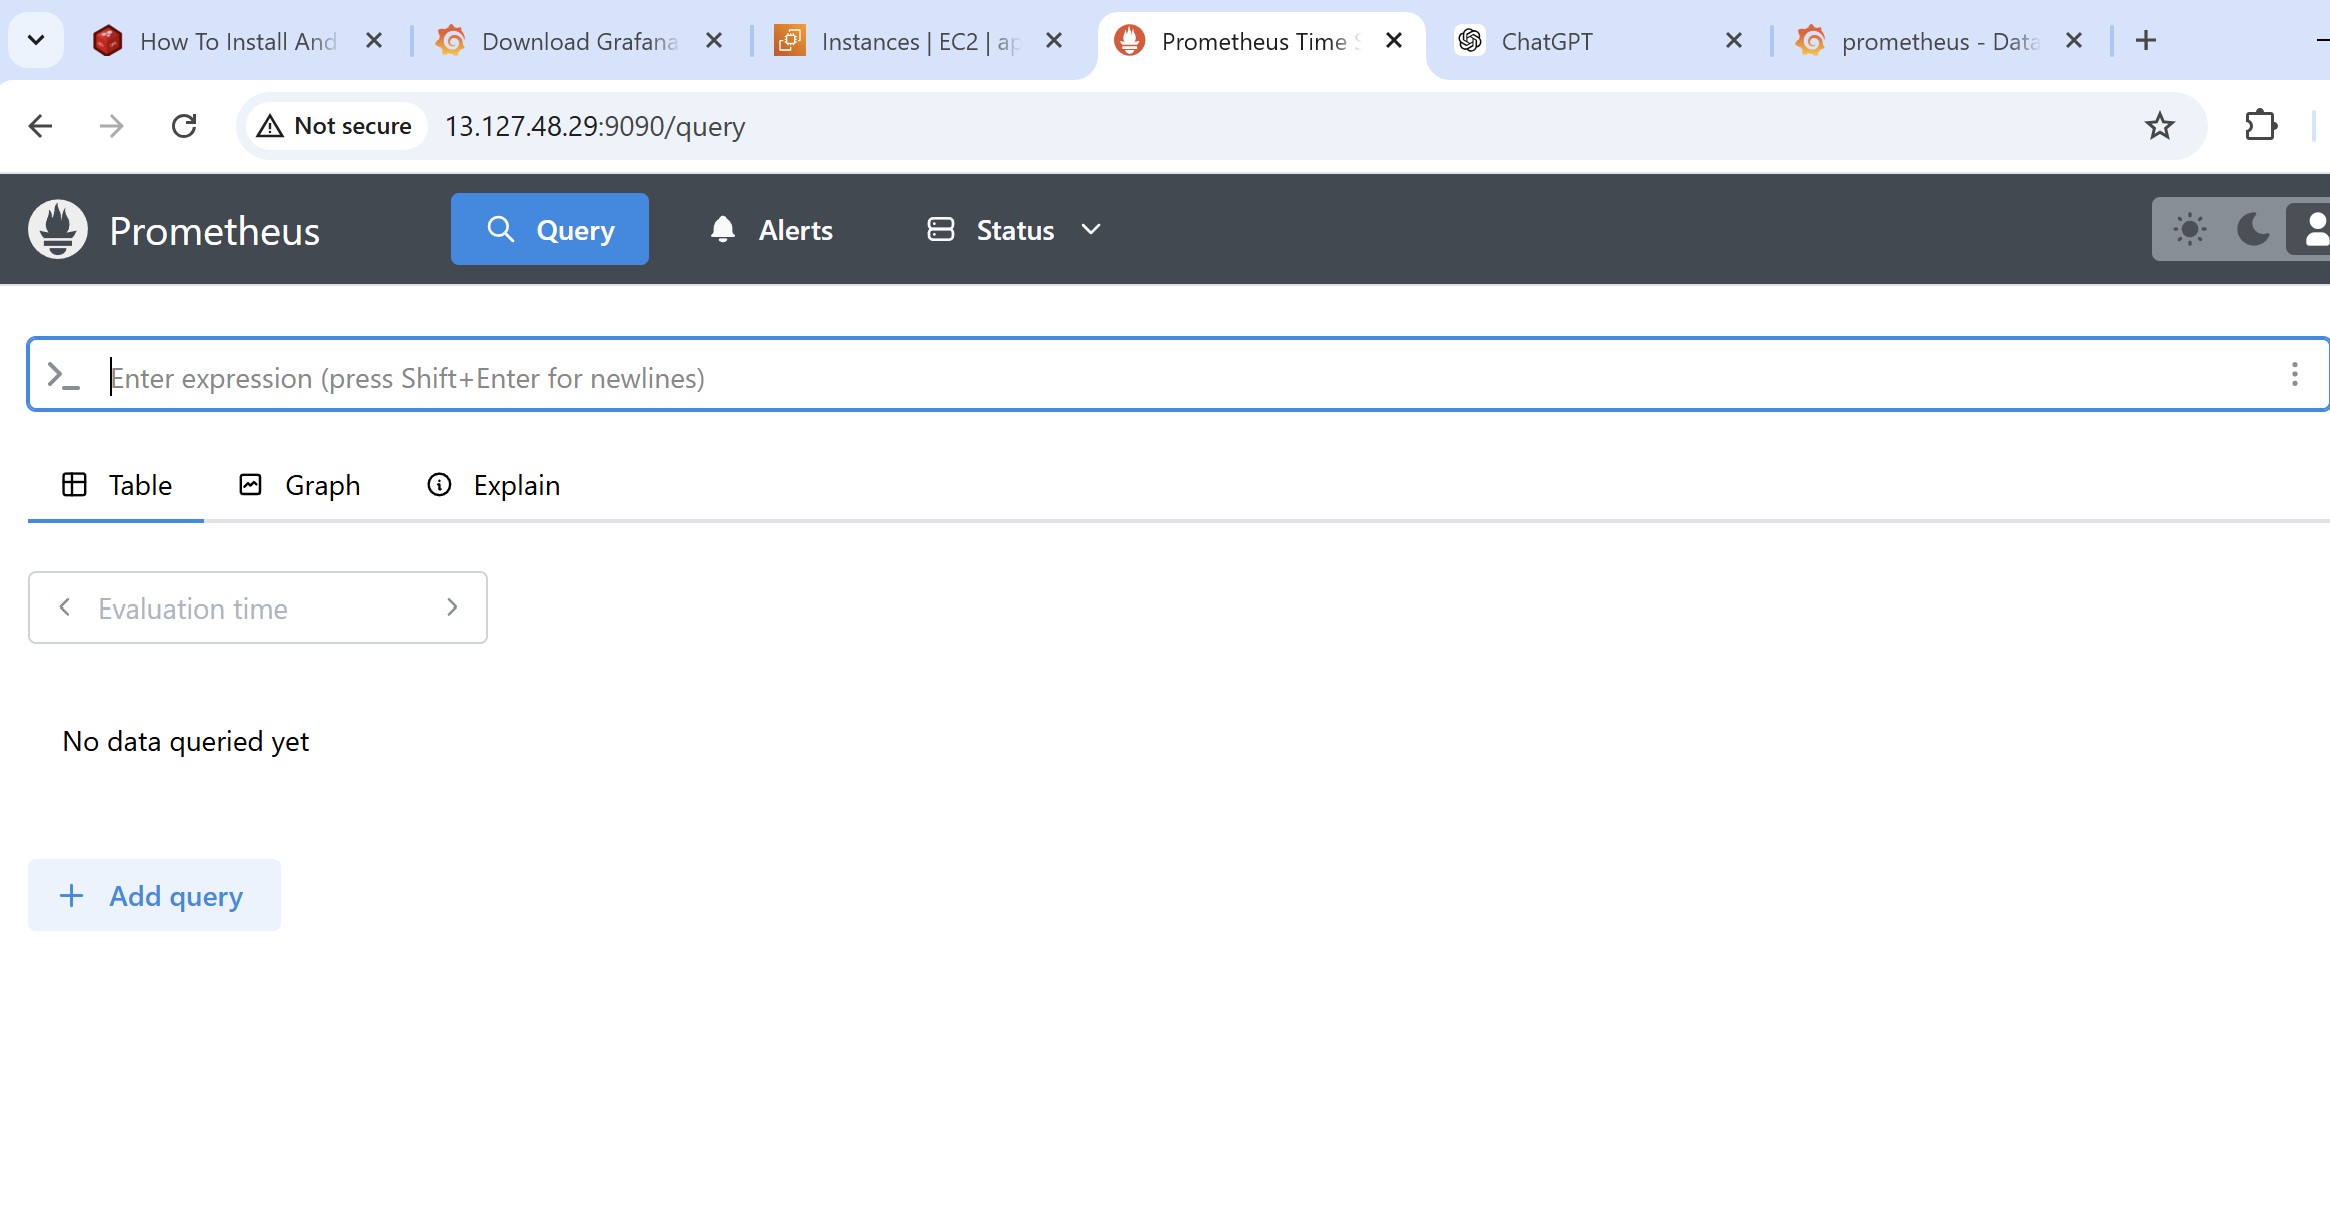 How To Install And
Download Grafana
Instances | EC2 | ap
Prometheus Time S
ChatGPT
prometheus - Data
Not secure
13.127.48.29:9090/query
Prometheus
Query
Alerts
Status
Enter expression (press Shift+Enter for newlines)
Table
Graph
Explain
Evaluation time
No data queried yet
Add query